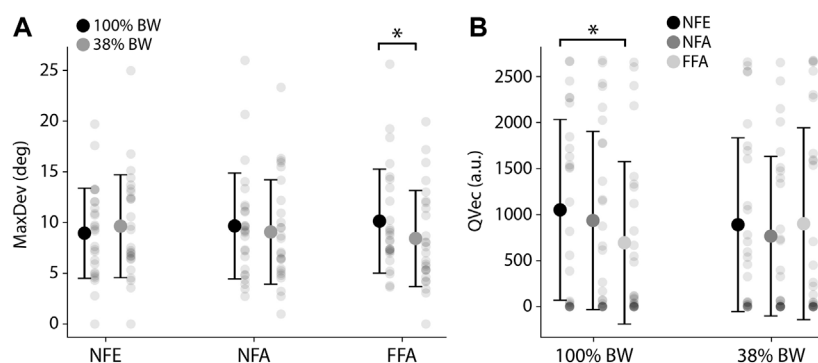 A
100% BW
38% BW
*
MaxDev (deg)
25
20
15
10
5
0
NFE
NFA
FFA
B
NFE
NFA
FFA
*
QVec (a.u.)
2500
2000
1500
1000
500
0
100% BW
38% BW